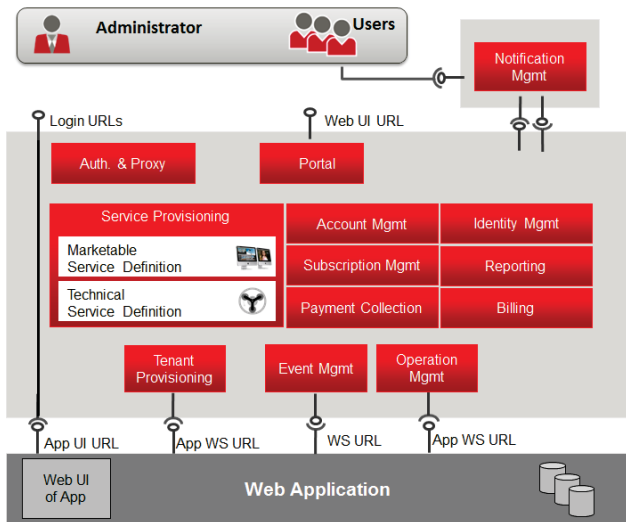 Administrator
Users
Notification
Mgmt
Login URLs
Web UI URL
Auth. & Proxy
Portal
Service Provisioning
Marketable
Service Definition
Technical
Service Definition
Account Mgmt
Identity Mgmt
Subscription Mgmt
Reporting
Payment Collection
Billing
Tenant
Provisioning
Event Mgmt
Operation
Mgmt
App UI URL
App WS URL
WS URL
App WS URL
Web UI
of App
Web Application